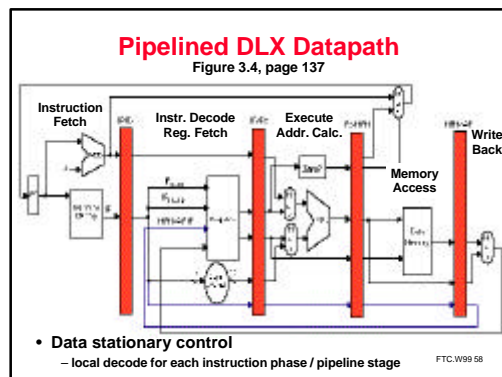 Pipelined DLX Datapath
Figure 3.4, page 137
Instruction
Fetch
Instr. Decode
Reg. Fetch
Execute
Addr. Calc.
Memory
Access
Write
Back
• Data stationary control
– local decode for each instruction phase / pipeline stage
FTC.W99 58